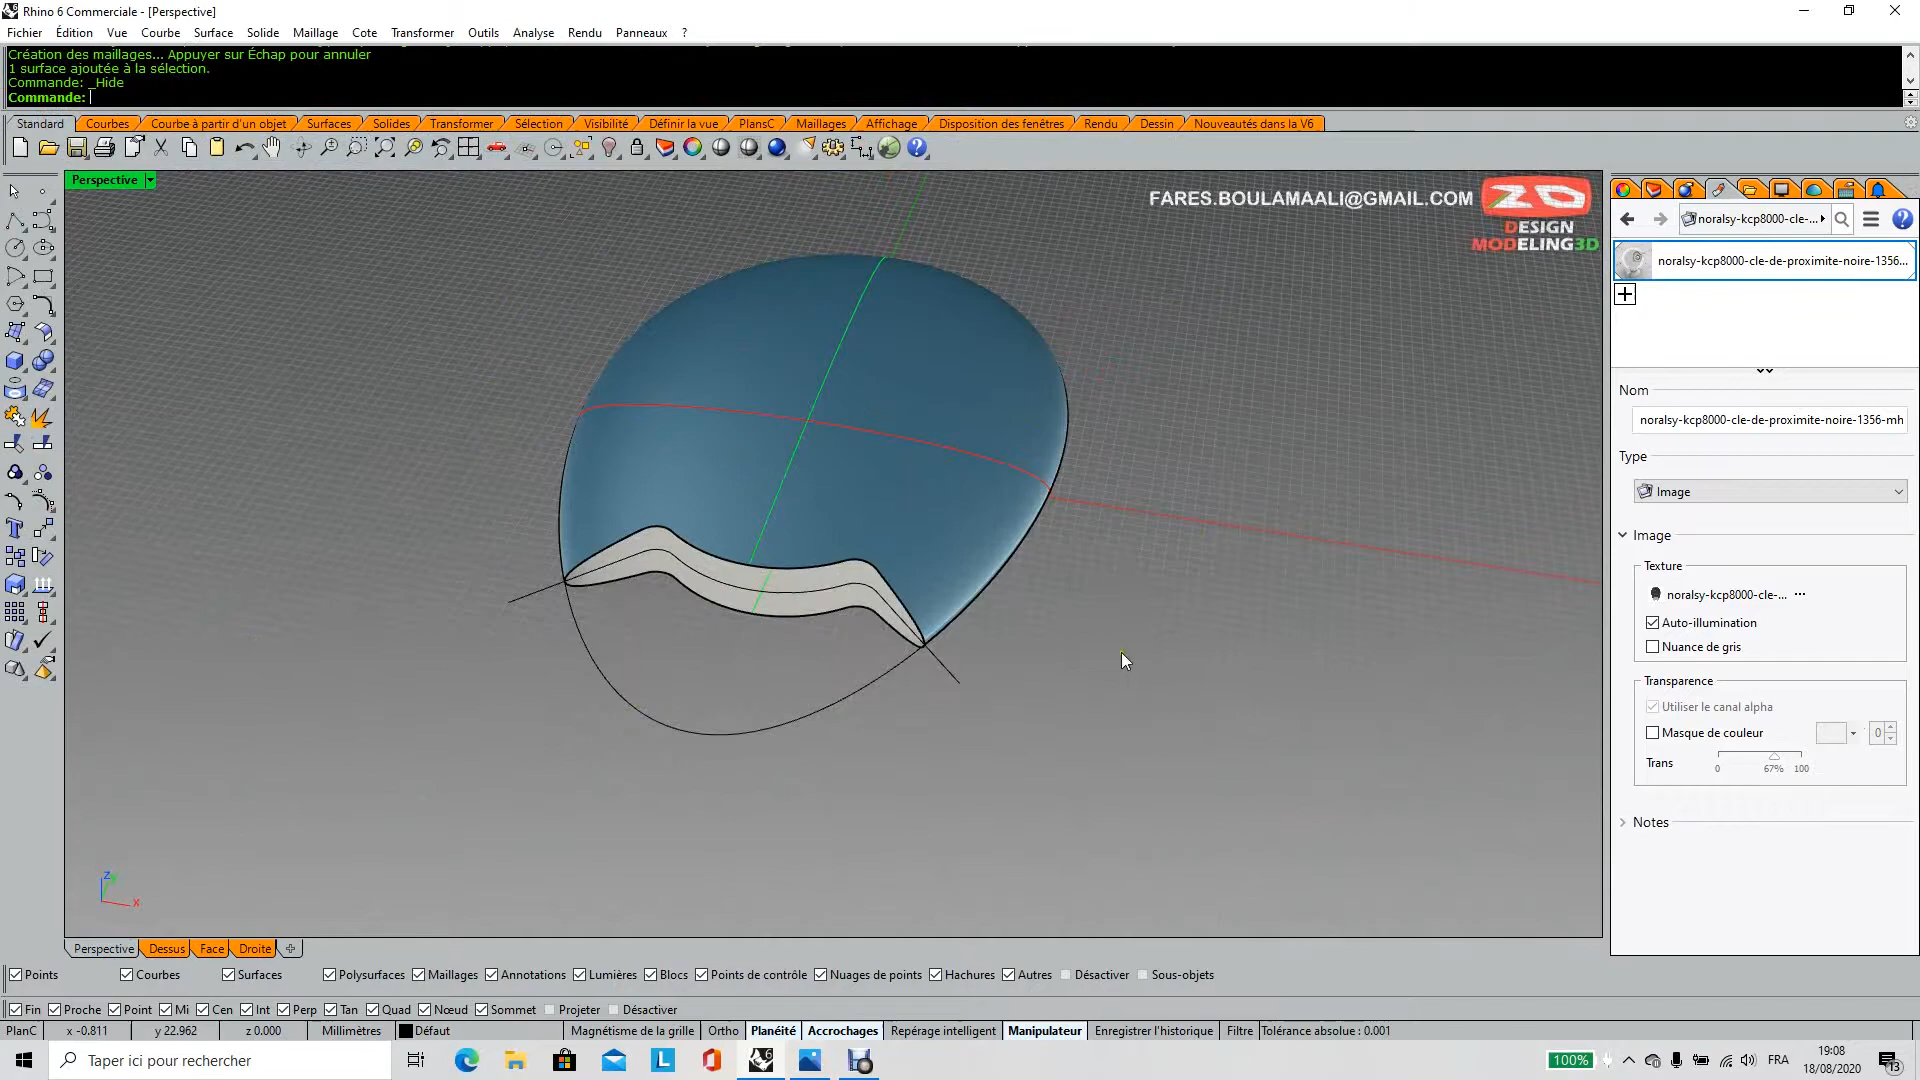 Rhino 6 Commerciale - [Perspective]
Fichier Édition Vue Courbe Surface Solide Maillage Cote Transformer Outils Analyse Rendu Panneaux ?
Création des maillages... Appuyer sur Échap pour annuler
1 surface ajoutée à la sélection.
Commande: _Hide
Commande:
Standard Courbes Courbe à partir d'un objet Surfaces Solides Transformer Sélection Visibilité Définir la vue PlansC Maillages Affichage Disposition des fenêtres Rendu Dessin Nouveautés dans la V6
Perspective
FARES.BOULAMAALI@GMAIL.COM
DESIGN
MODELING3D
noralsy-kcp8000-cle-...
noralsy-kcp8000-cle-de-proximite-noire-1356...
Nom
noralsy-kcp8000-cle-de-proximite-noire-1356-mh
Type
Image
Image
Texture
noralsy-kcp8000-cle-... ...
Auto-illumination
Nuance de gris
Transparence
Utiliser le canal alpha
Masque de couleur 0
Trans
0 67% 100
Notes
z y x
Perspective Dessus Face Droite
Points Courbes Surfaces Polysurfaces Maillages Annotations Lumières Blocs Points de contrôle Nuages de points Hachures Autres Désactiver Sous-objets
Fin Proche Point Mi Cen Int Perp Tan Quad Nœud Sommet Projeter Désactiver
PlanC x -0.811 y 22.962 z 0.000 Millimètres Défaut Magnétisme de la grille Ortho Planéité Accrochages Repérage intelligent Manipulateur Enregistrer l'historique Filtre Tolérance absolue : 0.001
Taper ici pour rechercher
100%
FRA
19:08
18/08/2020
13